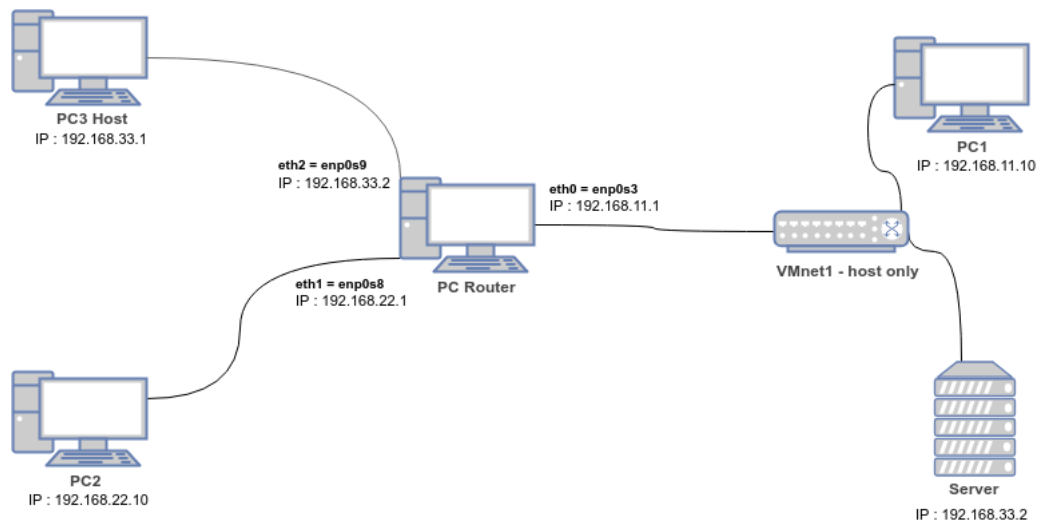 PC3 Host
IP : 192.168.33.1
eth2 = enp0s9
IP : 192.168.33.2
eth0 = enp0s3
IP : 192.168.11.1
PC1
IP : 192.168.11.10
VMnet1 - host only
PC Router
eth1 = enp0s8
IP : 192.168.22.1
PC2
IP : 192.168.22.10
Server
IP : 192.168.33.2